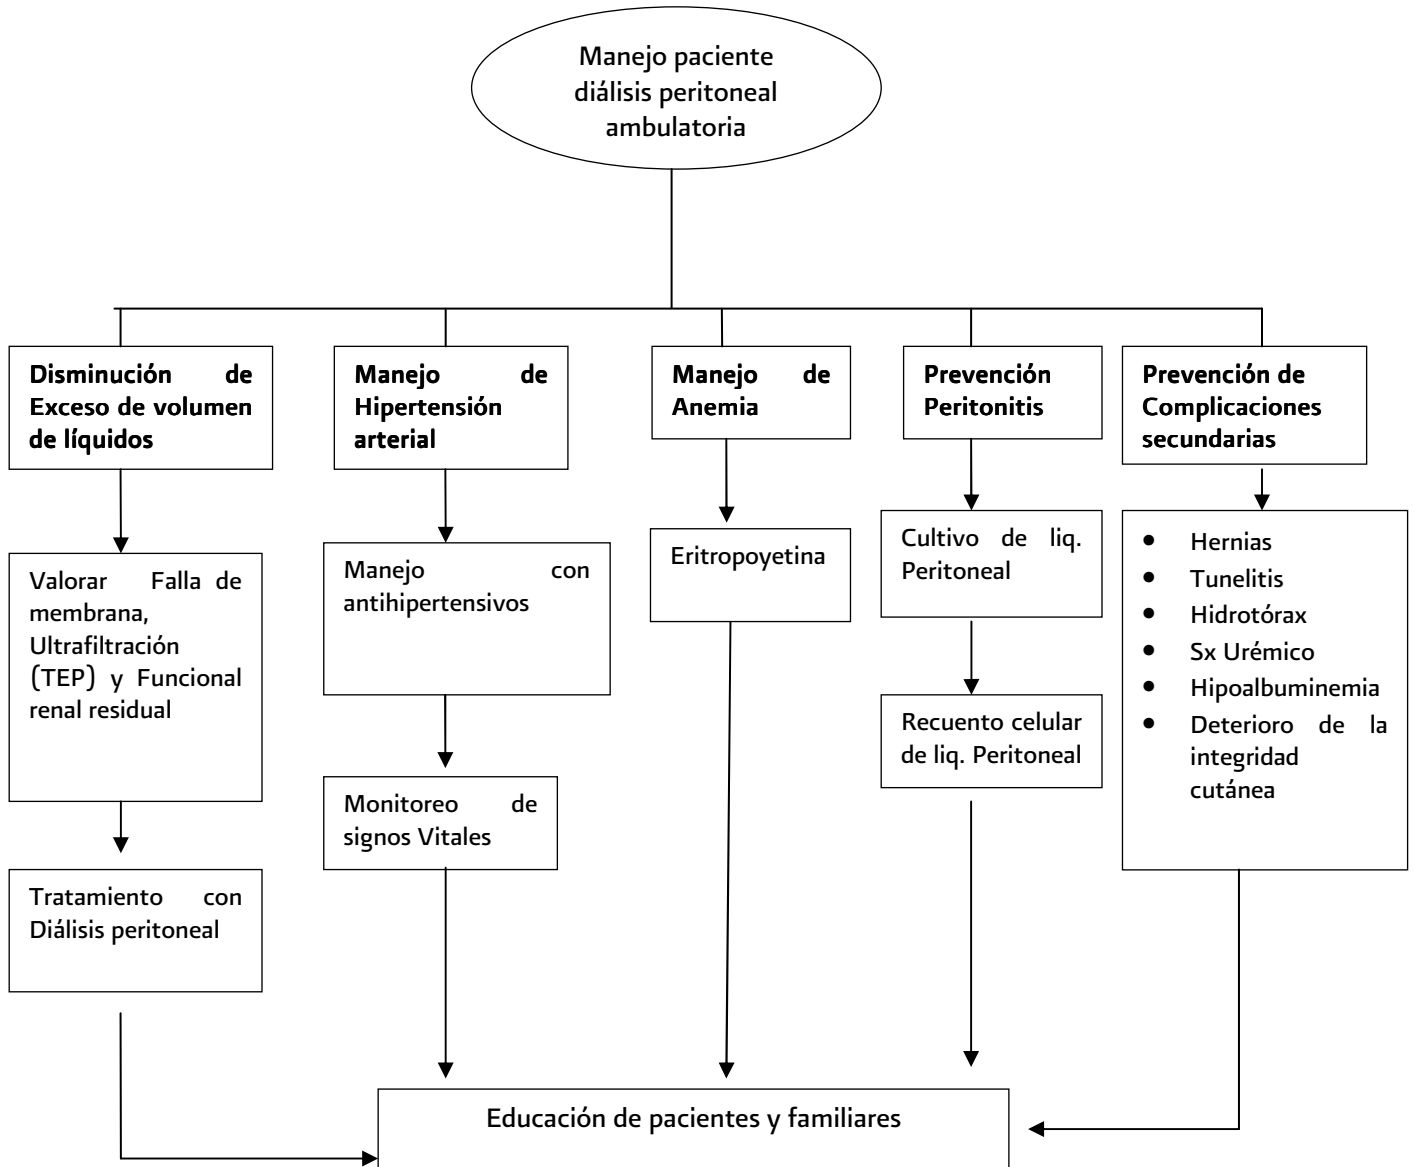 Manejo paciente
diálisis peritoneal
ambulatoria
Disminución de
Exceso de volumen
de líquidos
Manejo de
Hipertensión
arterial
Manejo de
Anemia
Prevención
Peritonitis
Prevención de
Complicaciones
secundarias
Valorar Falla de
membrana,
Ultrafiltración
(TEP) y Funcional
renal residual
Manejo con
antihipertensivos
Eritropoyetina
Cultivo de liq.
Peritoneal
• Hernias
• Tunelitis
• Hidrotórax
• Sx Urémico
• Hipoalbuminemia
• Deterioro de la
integridad
cutánea
Recuento celular
de liq. Peritoneal
Monitoreo de
signos Vitales
Tratamiento con
Diálisis peritoneal
Educación de pacientes y familiares